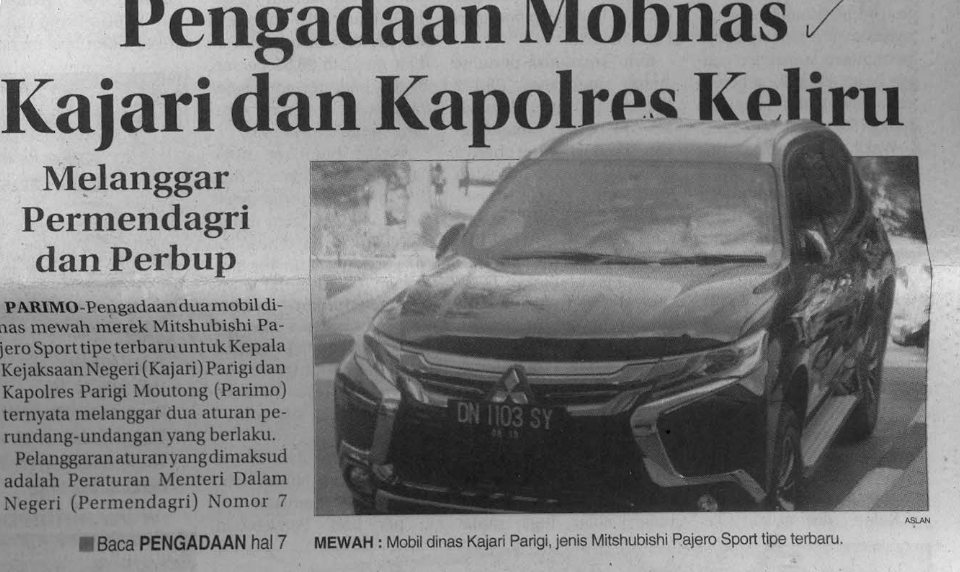 Pengadaan Mobnas
Kajari dan Kapolres Keliru
Melanggar
Permendagri
dan Perbup
PARIMO-Pengadaan dua mobil di-
nas mewah merek Mitshubishi Pa-
jero Sport tipe terbaru untuk Kepala
Kejaksaan Negeri (Kajari) Parigi dan
Kapolres Parigi Moutong (Parimo)
ternyata melanggar dua aturan pe-
rundang-undangan yang berlaku.
Pelanggaran aturan yang dimaksud
adalah Peraturan Menteri Dalam
Negeri (Permendagri) Nomor 7
Baca PENGADAAN hal 7
DN 1103 SY
ASLAN
MEWAH : Mobil dinas Kajari Parigi, jenis Mitshubishi Pajero Sport tipe terbaru.